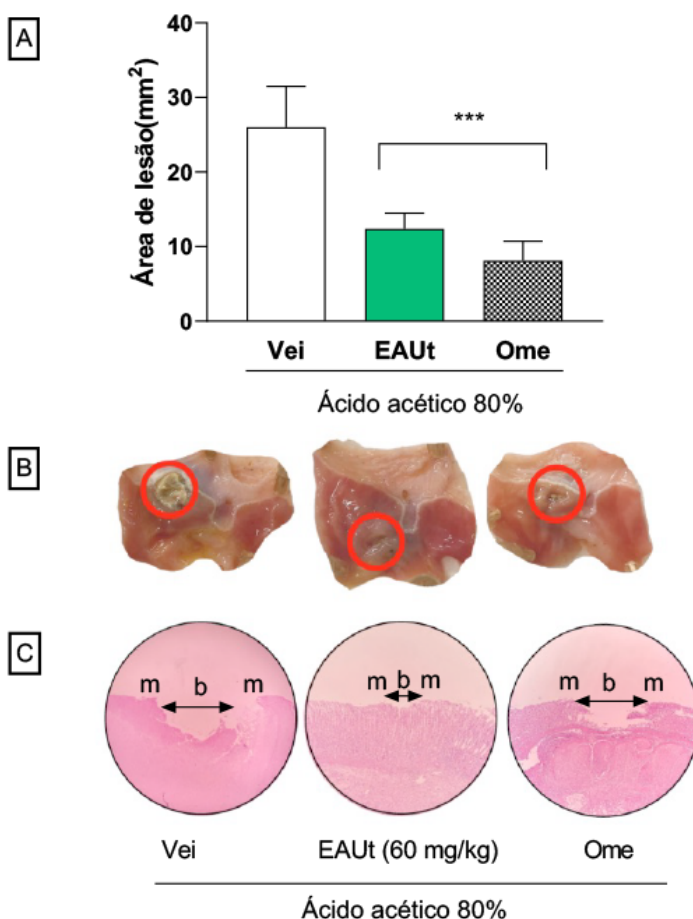 A
Área de lesão(mm²)
40
30
20
10
0
***
Vei EAUt Ome
Ácido acético 80%
B
C
m b m
m b m
m b m
Vei EAUt (60 mg/kg) Ome
Ácido acético 80%